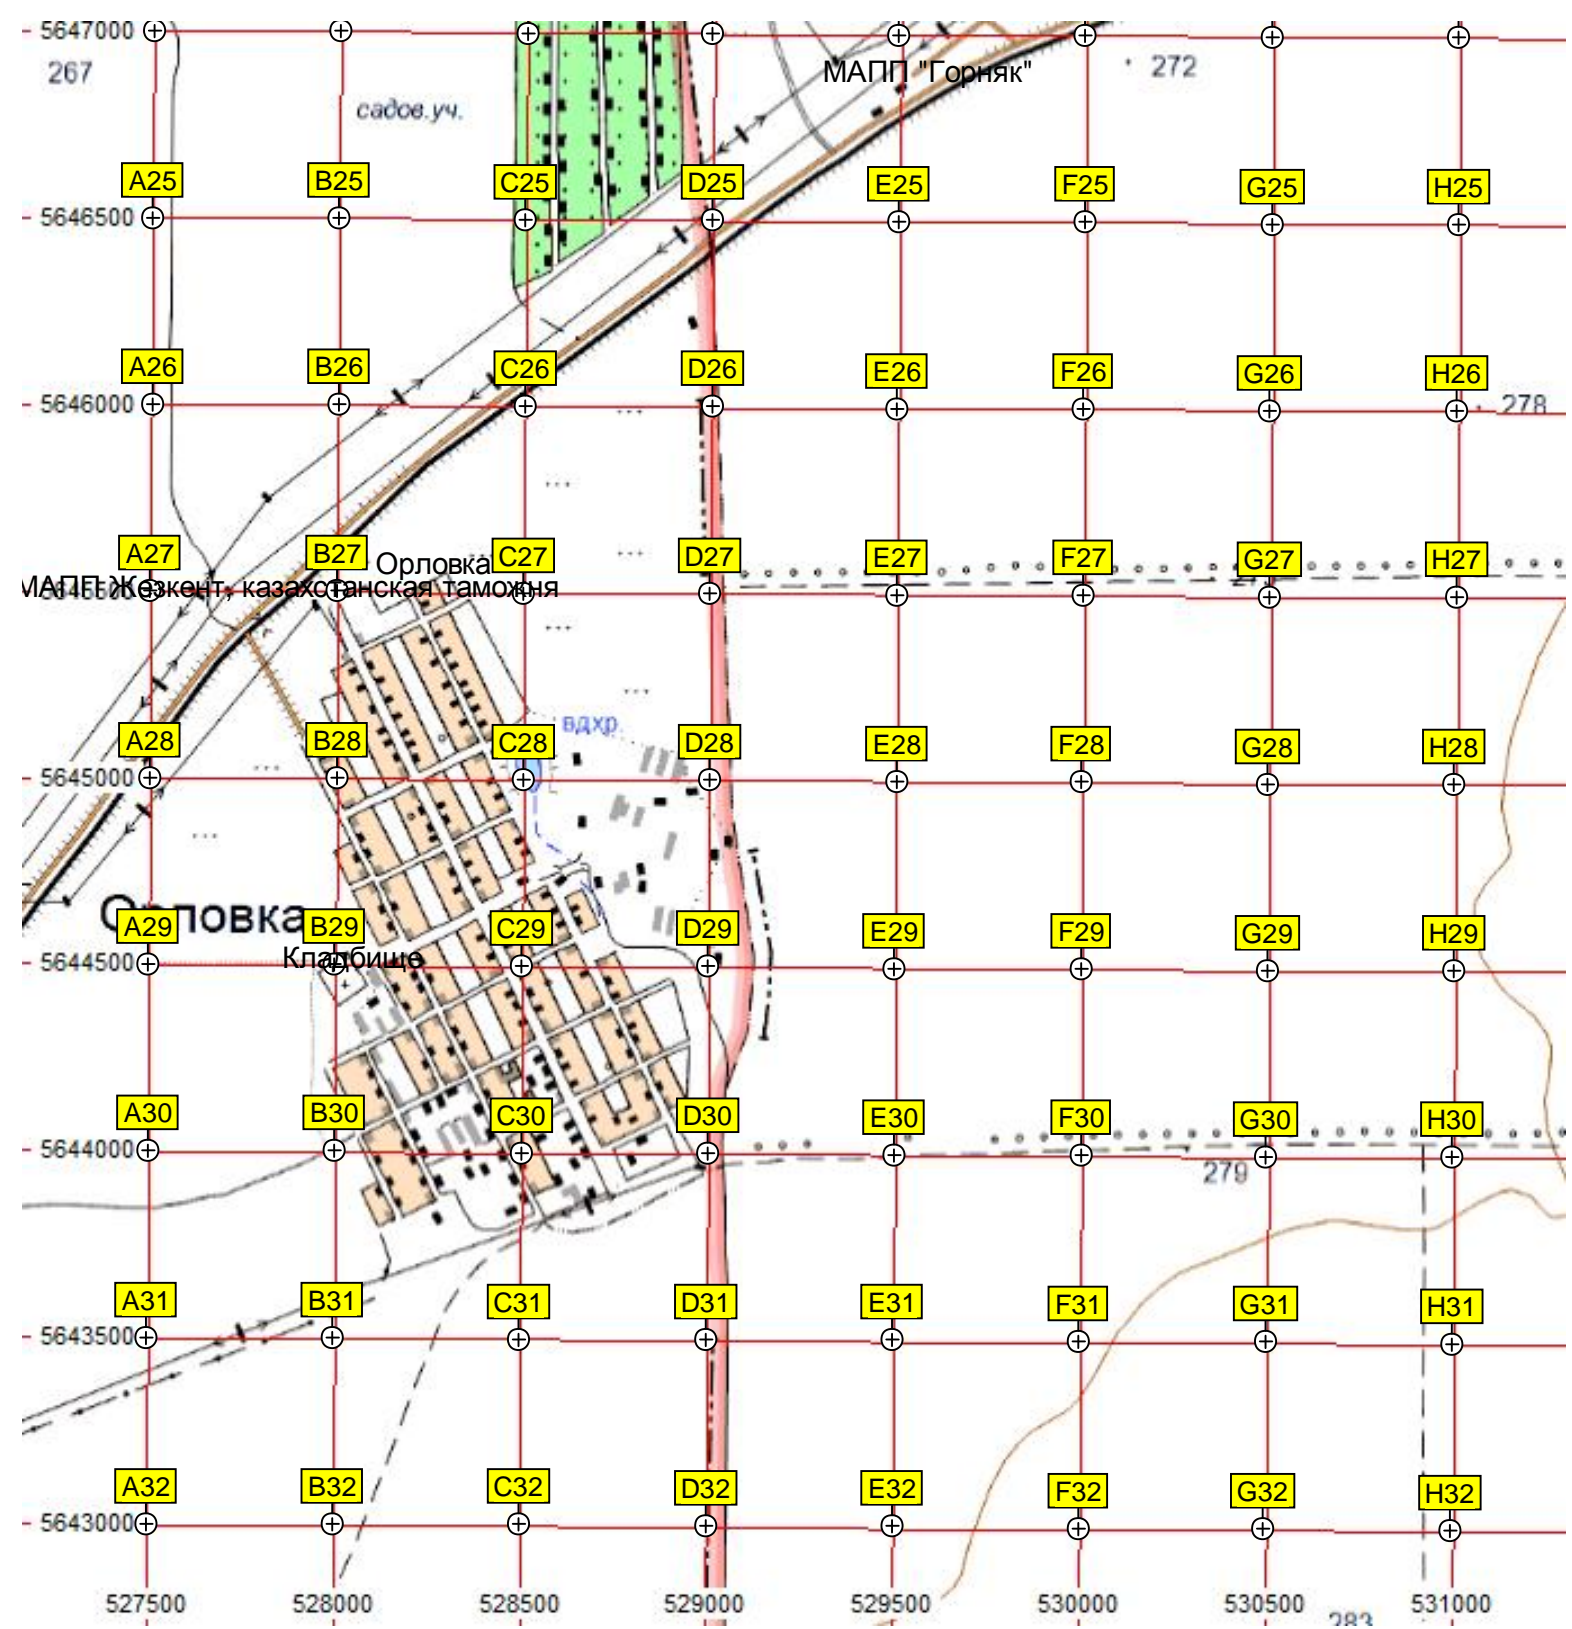 5647000
267
МАПП "Горняк"
272
садов.уч.
A25 B25 C25 D25 E25 F25 G25 H25
5646500
A26 B26 C26 D26 E26 F26 G26 H26
5646000
278
A27 B27 Орловка C27 D27 E27 F27 G27 H27
МАПП Жезкент, казахстанская таможня
вдхр.
A28 B28 C28 D28 E28 F28 G28 H28
5645000
Орловка
A29 B29 C29 D29 E29 F29 G29 H29
Кладбище
5644500
A30 B30 C30 D30 E30 F30 G30 H30
5644000
279
A31 B31 C31 D31 E31 F31 G31 H31
5643500
A32 B32 C32 D32 E32 F32 G32 H32
5643000
527500 528000 528500 529000 529500 530000 530500 531000
283